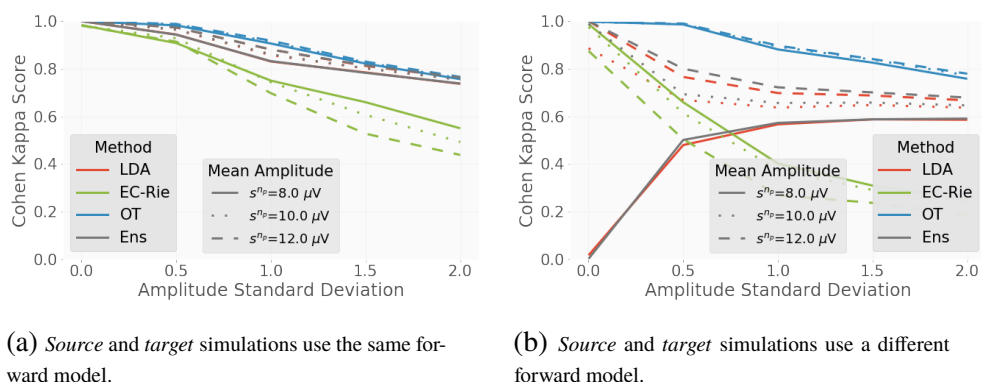 Cohen Kappa Score
1.0
0.8
0.6
0.4
0.2
0.0
Method
LDA
EC-Rie
OT
Ens
Mean Amplitude
s^{n_p}=8.0 μV
s^{n_p}=10.0 μV
s^{n_p}=12.0 μV
0.0 0.5 1.0 1.5 2.0
Amplitude Standard Deviation
(a) Source and target simulations use the same for-
ward model.
Cohen Kappa Score
1.0
0.8
0.6
0.4
0.2
0.0
Mean Amplitude
s^{n_p}=8.0 μV
s^{n_p}=10.0 μV
s^{n_p}=12.0 μV
Method
LDA
EC-Rie
OT
Ens
0.0 0.5 1.0 1.5 2.0
Amplitude Standard Deviation
(b) Source and target simulations use a different
forward model.